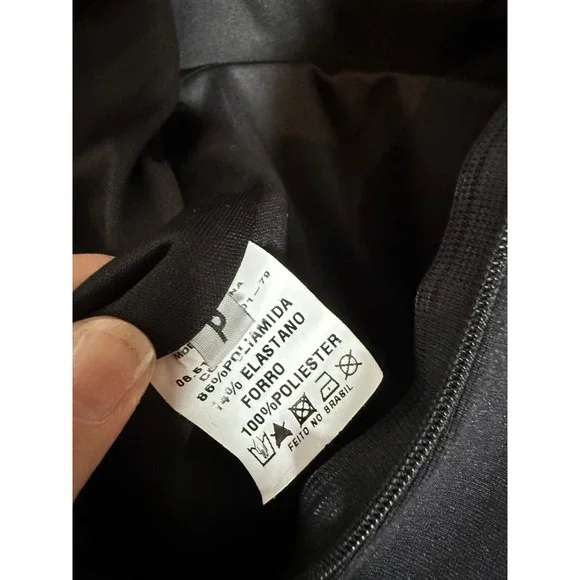 P
86%POLIAMIDA
14% ELASTANO
FORRO
100%POLIESTER
FEITO NO BRASIL